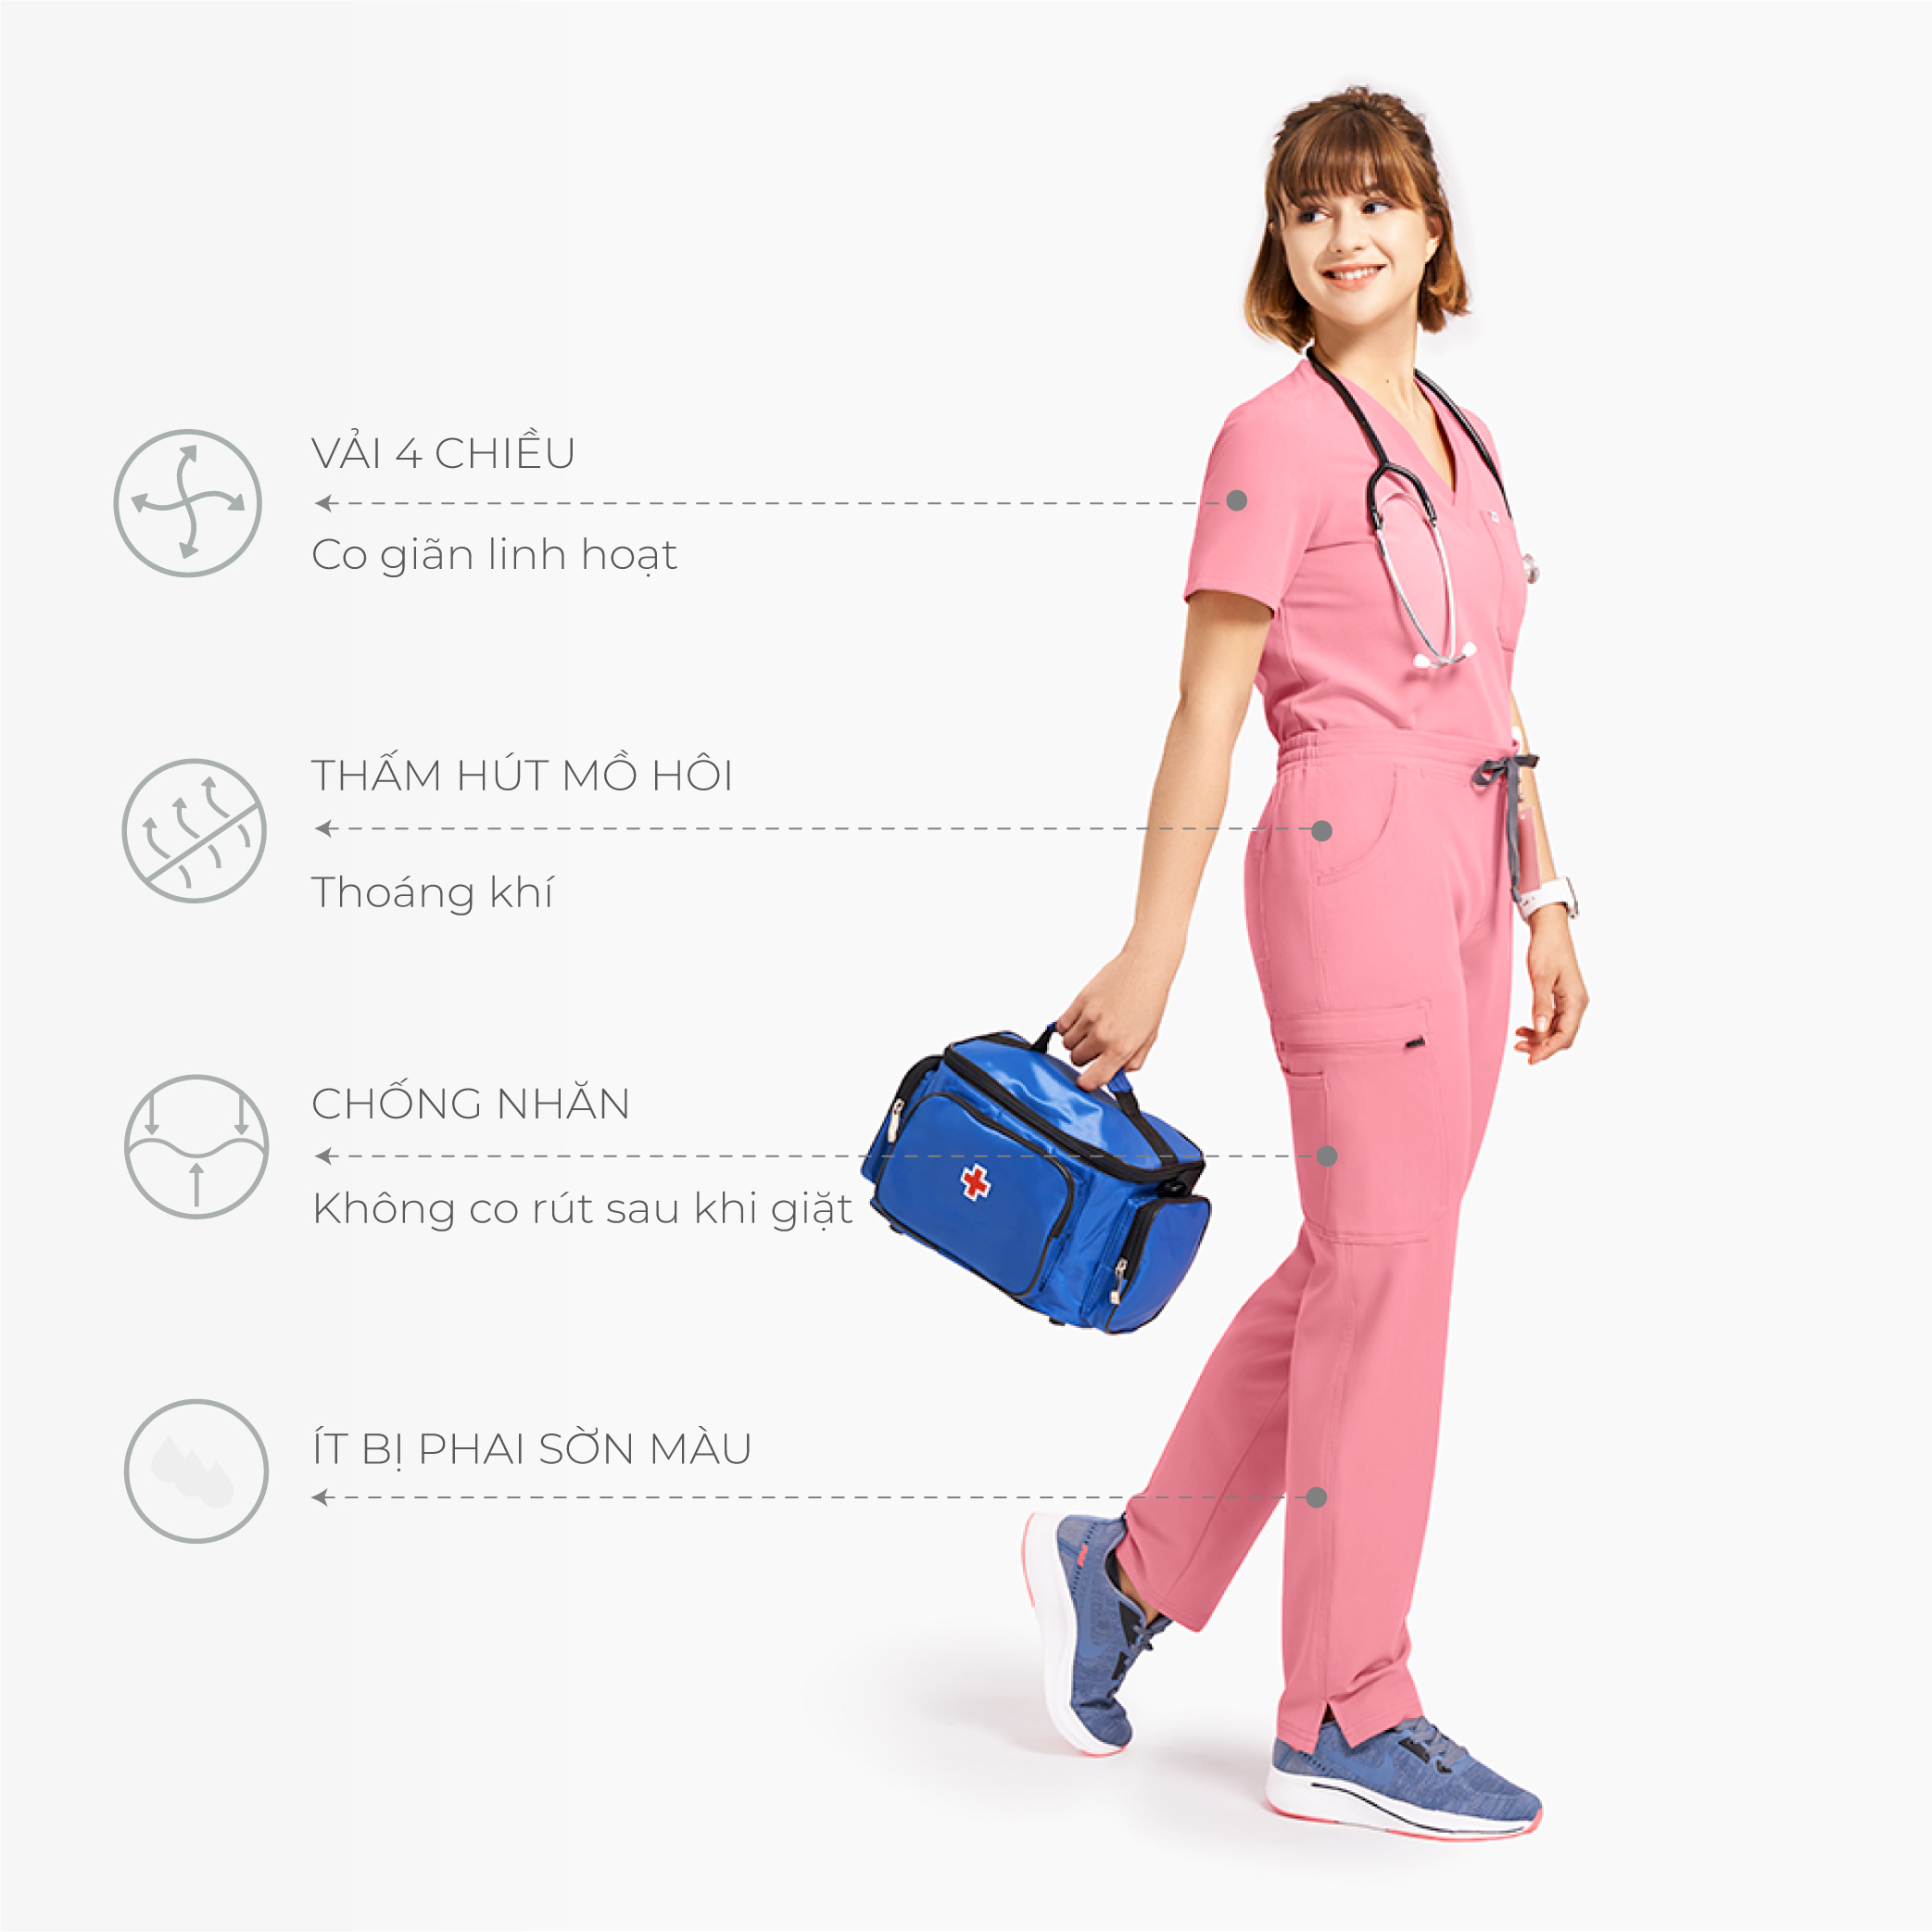 VẢI 4 CHIỀU
Co giãn linh hoạt
THẤM HÚT MỒ HÔI
Thoáng khí
CHỐNG NHĂN
Không co rút sau khi giặt
ÍT BỊ PHAI SỜN MÀU